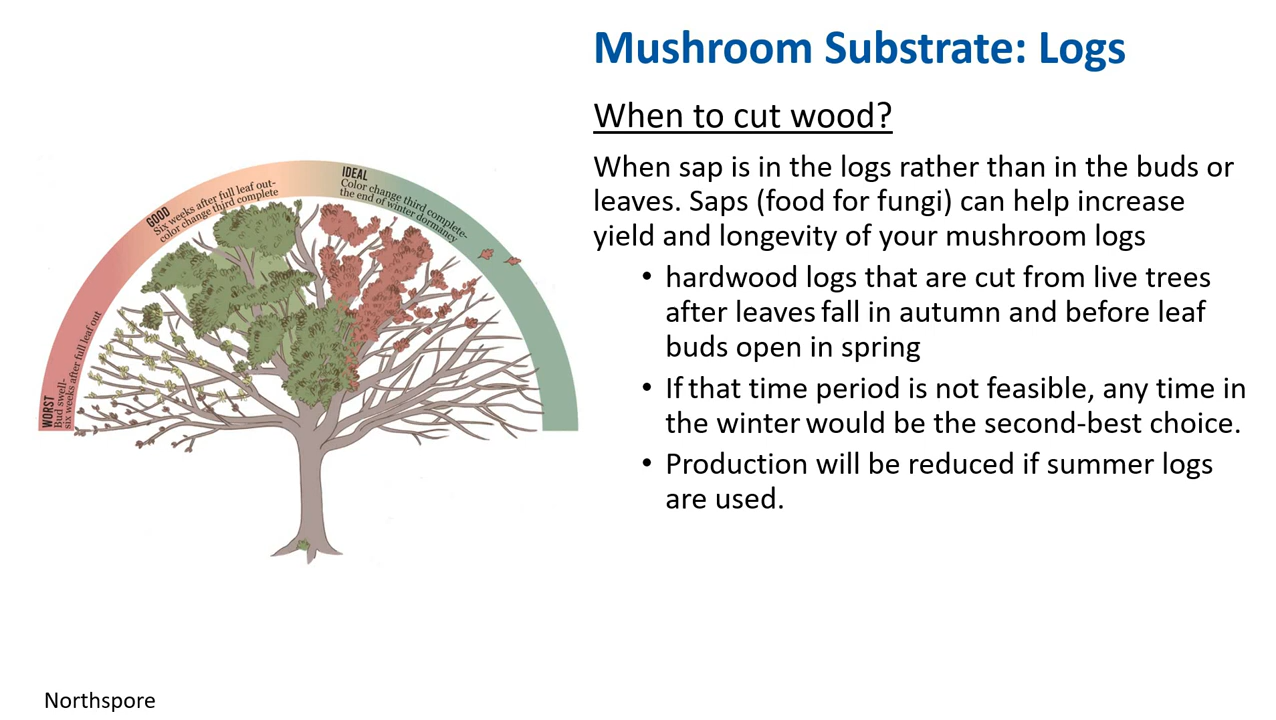 Mushroom Substrate: Logs
When to cut wood?
When sap is in the logs rather than in the buds or
leaves. Saps (food for fungi) can help increase
yield and longevity of your mushroom logs
• hardwood logs that are cut from live trees
after leaves fall in autumn and before leaf
buds open in spring
• If that time period is not feasible, any time in
the winter would be the second-best choice.
• Production will be reduced if summer logs
are used.
WORST
Bud swell-
six weeks after full leaf out
GOOD
Six weeks after full leaf out-
color change third complete
IDEAL
Color change third complete-
the end of winter dormancy
Northspore